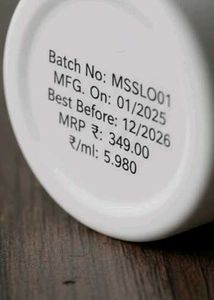 Batch No: MSSLO01
MFG. On: 01/2025
Best Before: 12/2026
MRP ₹: 349.00
₹/ml: 5.980